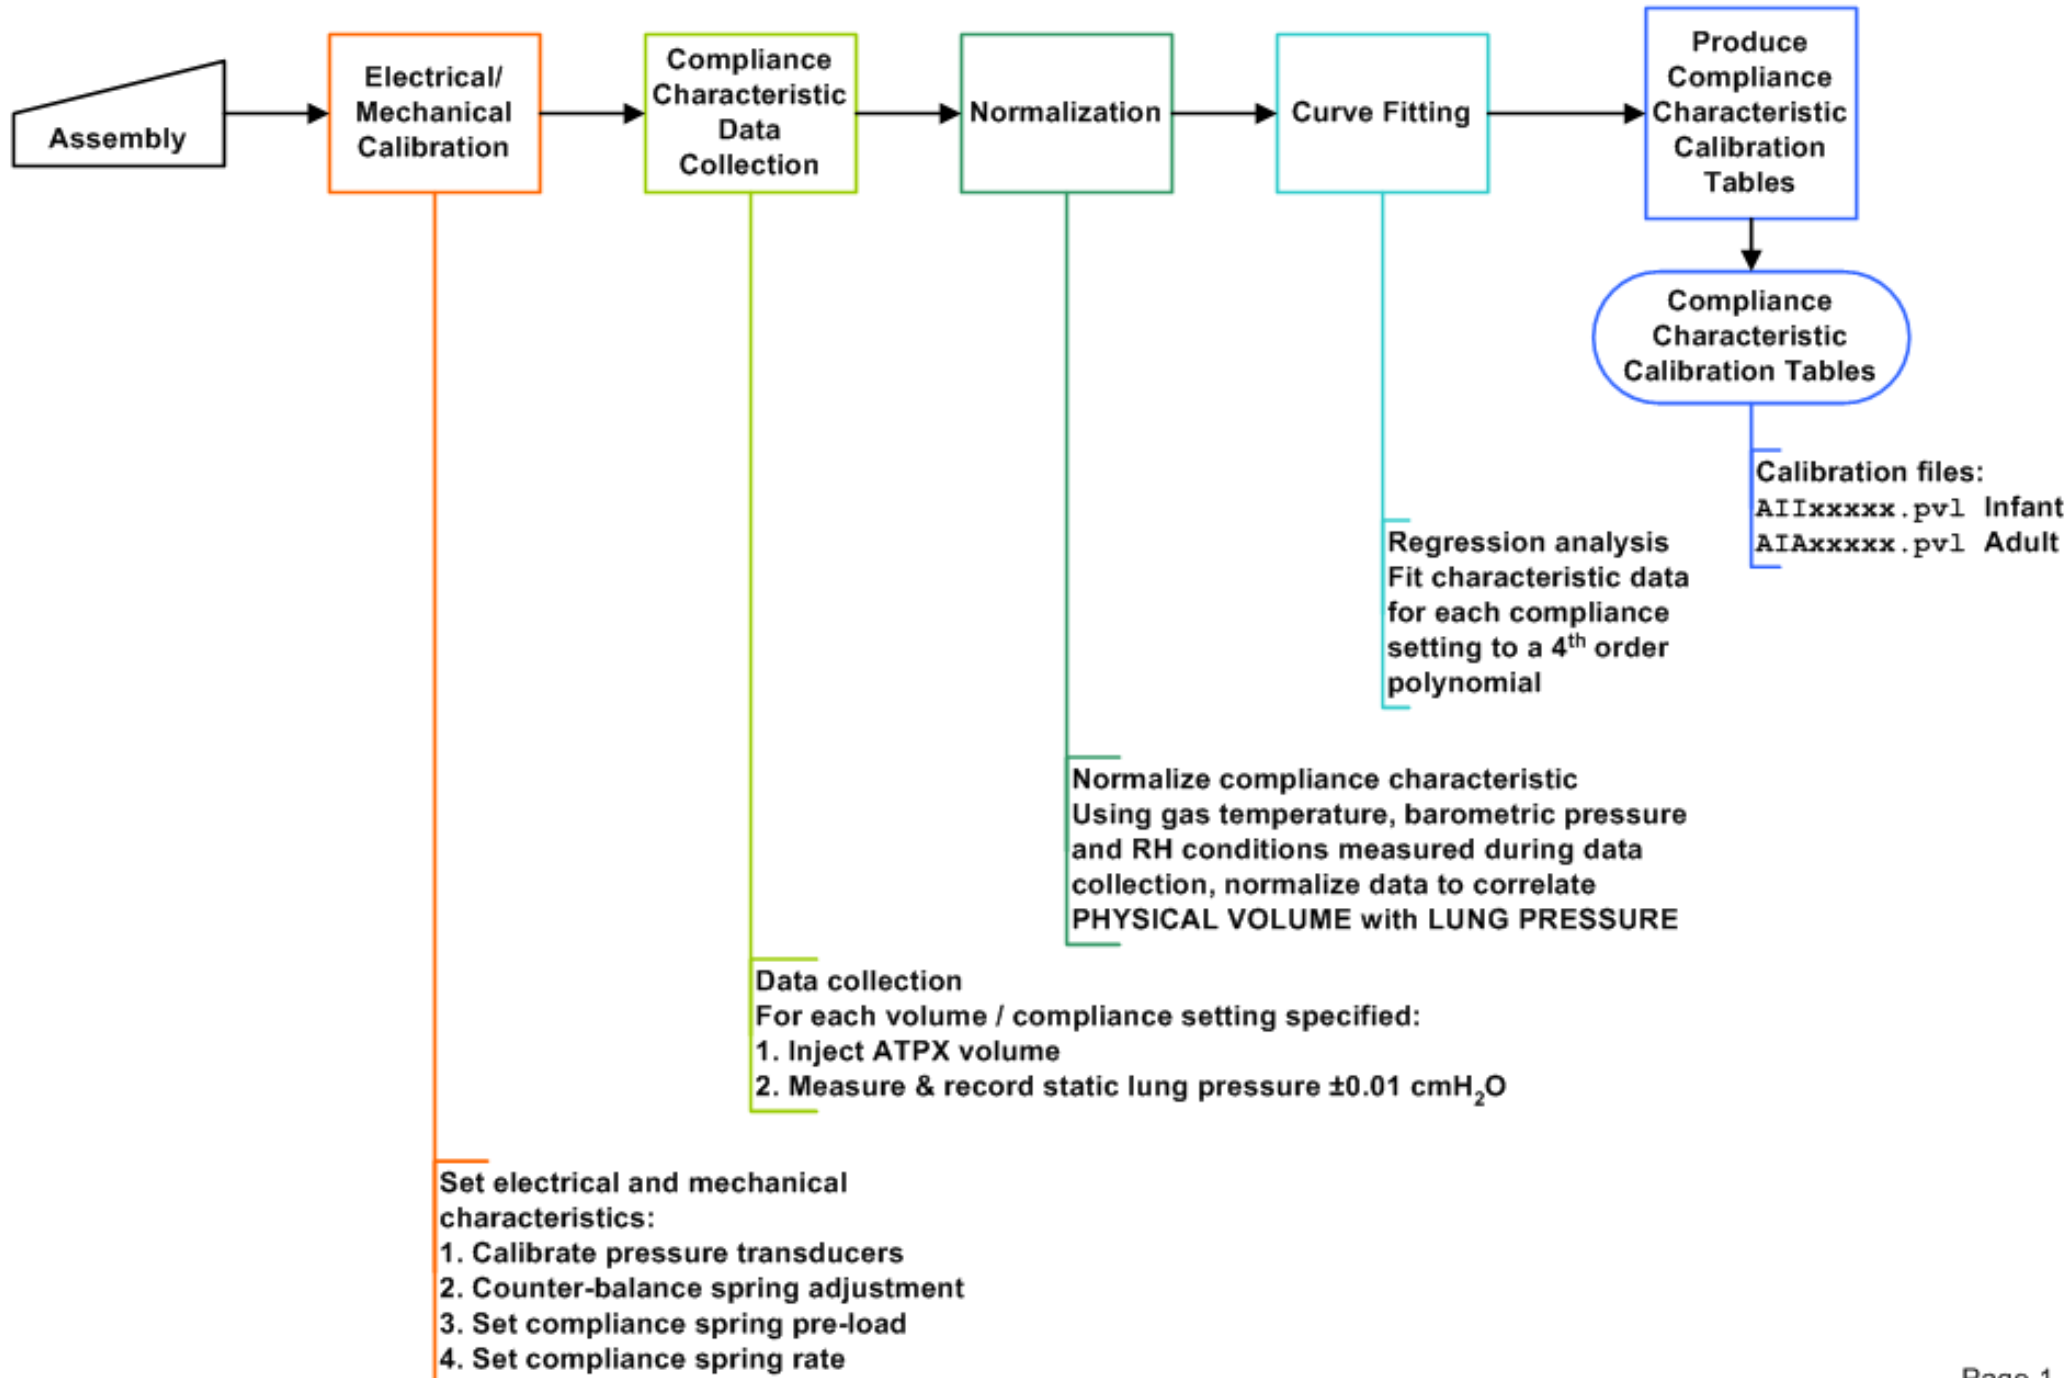 Assembly
Electrical/
Mechanical
Calibration
Compliance
Characteristic
Data
Collection
Normalization
Curve Fitting
Produce
Compliance
Characteristic
Calibration
Tables
Compliance
Characteristic
Calibration Tables
Calibration files:
AIIxxxxx.pvl Infant
AIAxxxxx.pvl Adult
Regression analysis
Fit characteristic data
for each compliance
setting to a 4th order
polynomial
Normalize compliance characteristic
Using gas temperature, barometric pressure
and RH conditions measured during data
collection, normalize data to correlate
PHYSICAL VOLUME with LUNG PRESSURE
Data collection
For each volume / compliance setting specified:
1. Inject ATPX volume
2. Measure & record static lung pressure ±0.01 cmH2O
Set electrical and mechanical
characteristics:
1. Calibrate pressure transducers
2. Counter-balance spring adjustment
3. Set compliance spring pre-load
4. Set compliance spring rate
Page 1